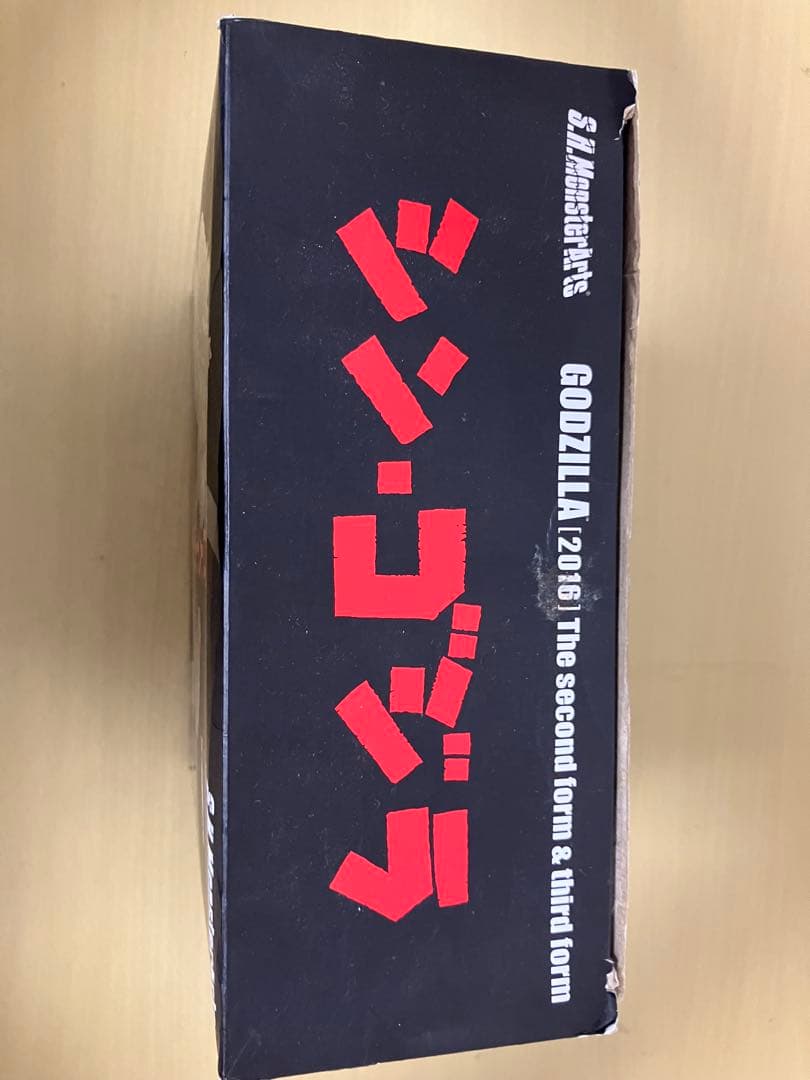 S.H.MonsterArts
GODZILLA [2016] The second form & third form
シン・ゴジラ